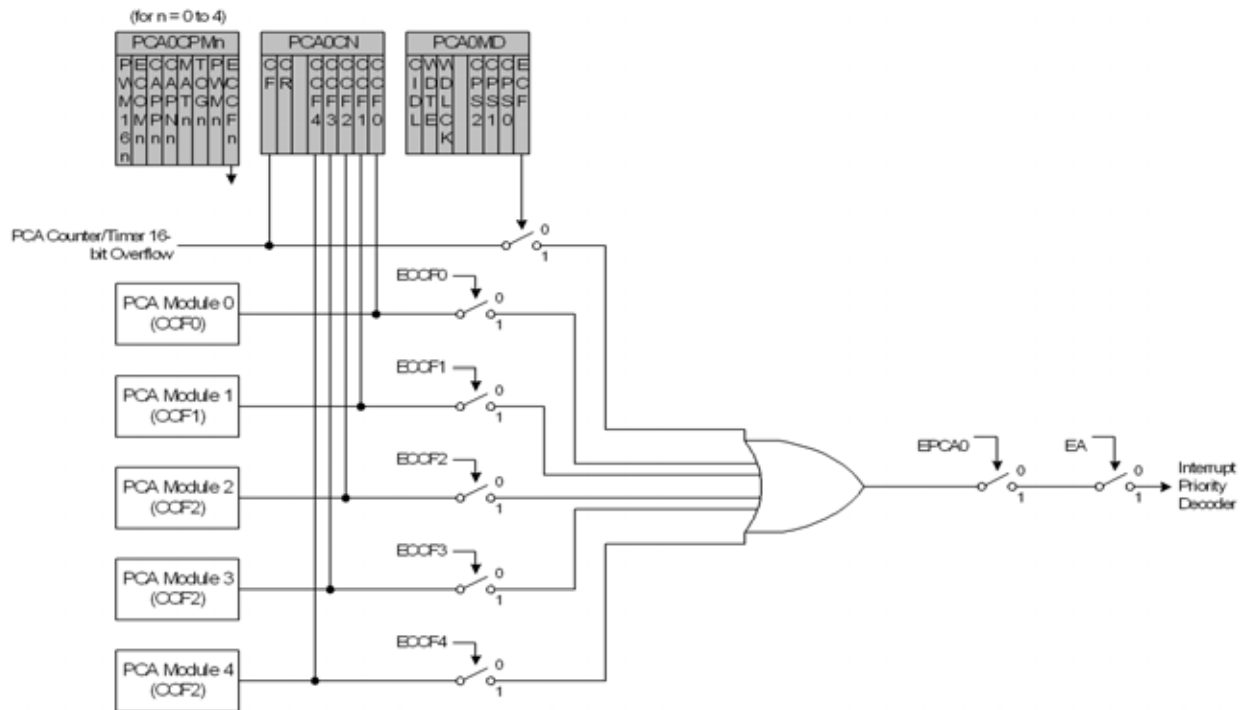 (for n = 0 to 4)
PCA0CPMn
PWM16n
ECOMn
CAPPn
CAPNn
MATn
TOGn
PWMn
ECCFn
PCA0CN
CF
CR
CCF4
CCF3
CCF2
CCF1
CCF0
PCA0MD
CIDL
WDTE
WDLCK
CPS2
CPS1
CPS0
ECF
PCA Counter/Timer 16-
bit Overflow
0
1
PCA Module 0
(CCF0)
ECCF0
0
1
PCA Module 1
(CCF1)
ECCF1
0
1
PCA Module 2
(CCF2)
ECCF2
0
1
PCA Module 3
(CCF2)
ECCF3
0
1
PCA Module 4
(CCF2)
ECCF4
0
1
EPCA0
0
1
EA
0
1
Interrupt
Priority
Decoder